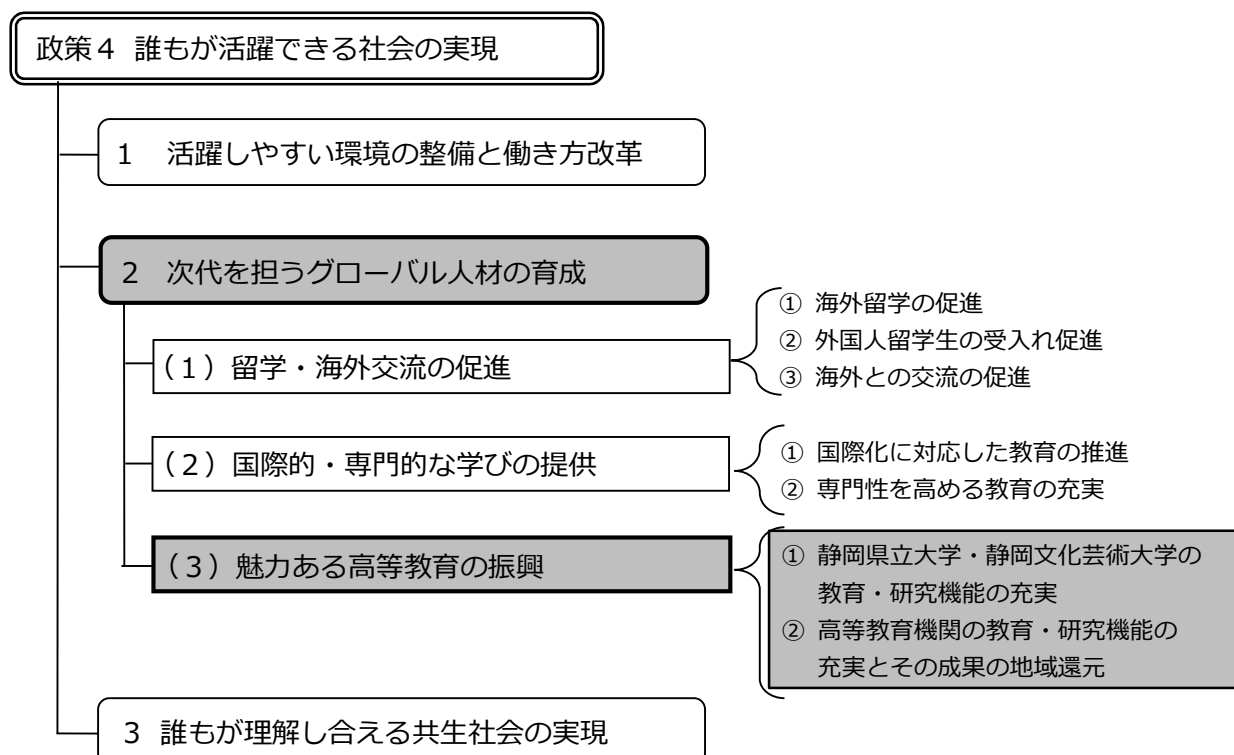 政策４ 誰もが活躍できる社会の実現
１　活躍しやすい環境の整備と働き方改革
２　次代を担うグローバル人材の育成
（１）留学・海外交流の促進
① 海外留学の促進
② 外国人留学生の受入れ促進
③ 海外との交流の促進
（２）国際的・専門的な学びの提供
① 国際化に対応した教育の推進
② 専門性を高める教育の充実
（３）魅力ある高等教育の振興
① 静岡県立大学・静岡文化芸術大学の
教育・研究機能の充実
② 高等教育機関の教育・研究機能の
充実とその成果の地域還元
３ 誰もが理解し合える共生社会の実現